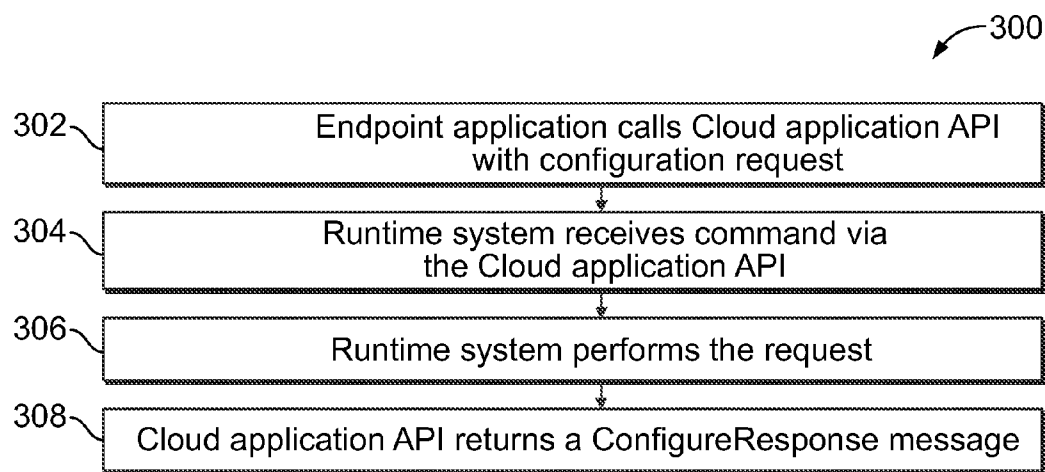 300
302
Endpoint application calls Cloud application API
with configuration request
304
Runtime system receives command via
the Cloud application API
306
Runtime system performs the request
308
Cloud application API returns a ConfigureResponse message